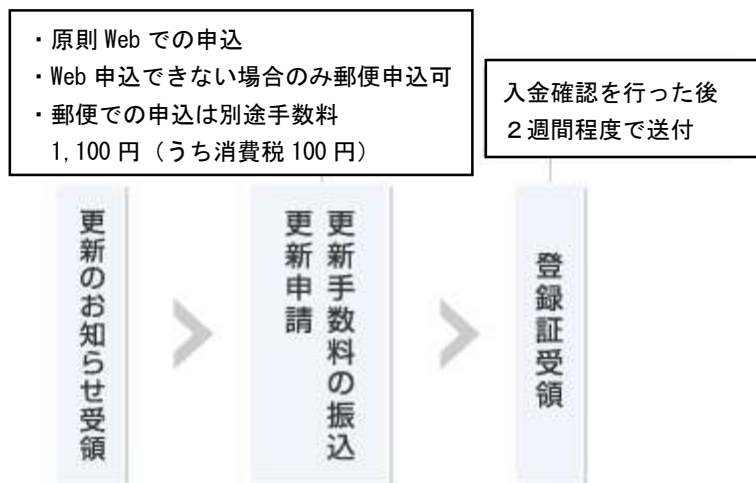 ・原則 Web での申込
・Web 申込できない場合のみ郵便申込可
・郵便での申込は別途手数料
1,100 円（うち消費税 100 円）
入金確認を行った後
２週間程度で送付
更新のお知らせ受領
更新手数料の振込
更新申請
登録証受領